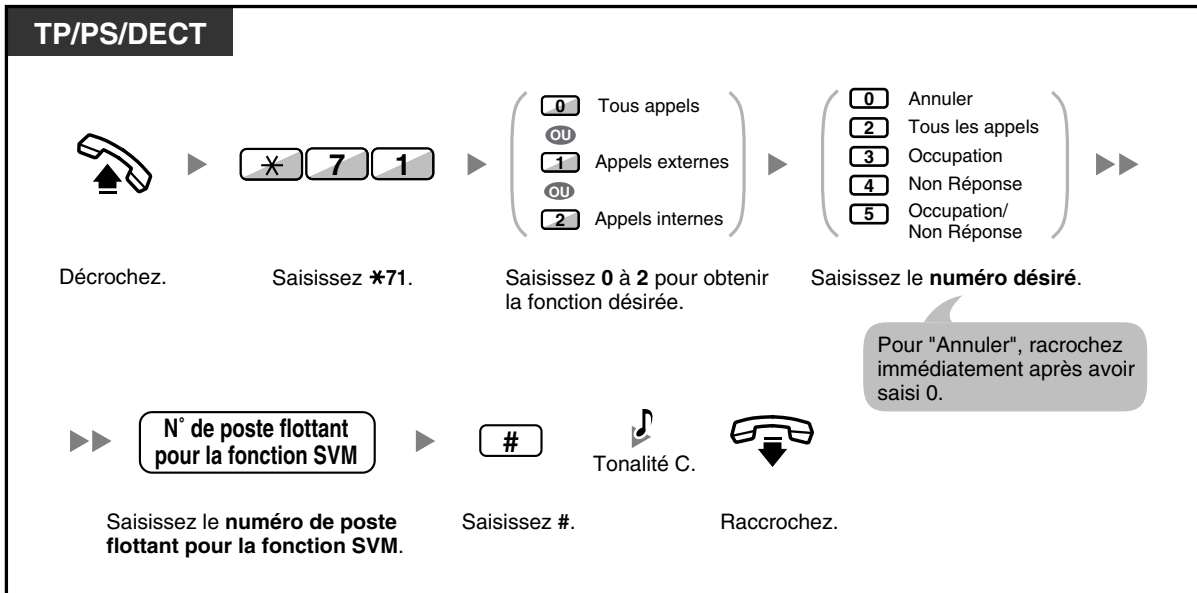 TP/PS/DECT
0 Tous appels
OU
1 Appels externes
OU
2 Appels internes
0 Annuler
2 Tous les appels
3 Occupation
4 Non Réponse
5 Occupation/
Non Réponse
* 7 1
Décrochez.
Saisissez *71.
Saisissez 0 à 2 pour obtenir
la fonction désirée.
Saisissez le numéro désiré.
Pour "Annuler", racrochez
immédiatement après avoir
saisi 0.
N° de poste flottant
pour la fonction SVM
#
Tonalité C.
Saisissez le numéro de poste
flottant pour la fonction SVM.
Saisissez #.
Raccrochez.